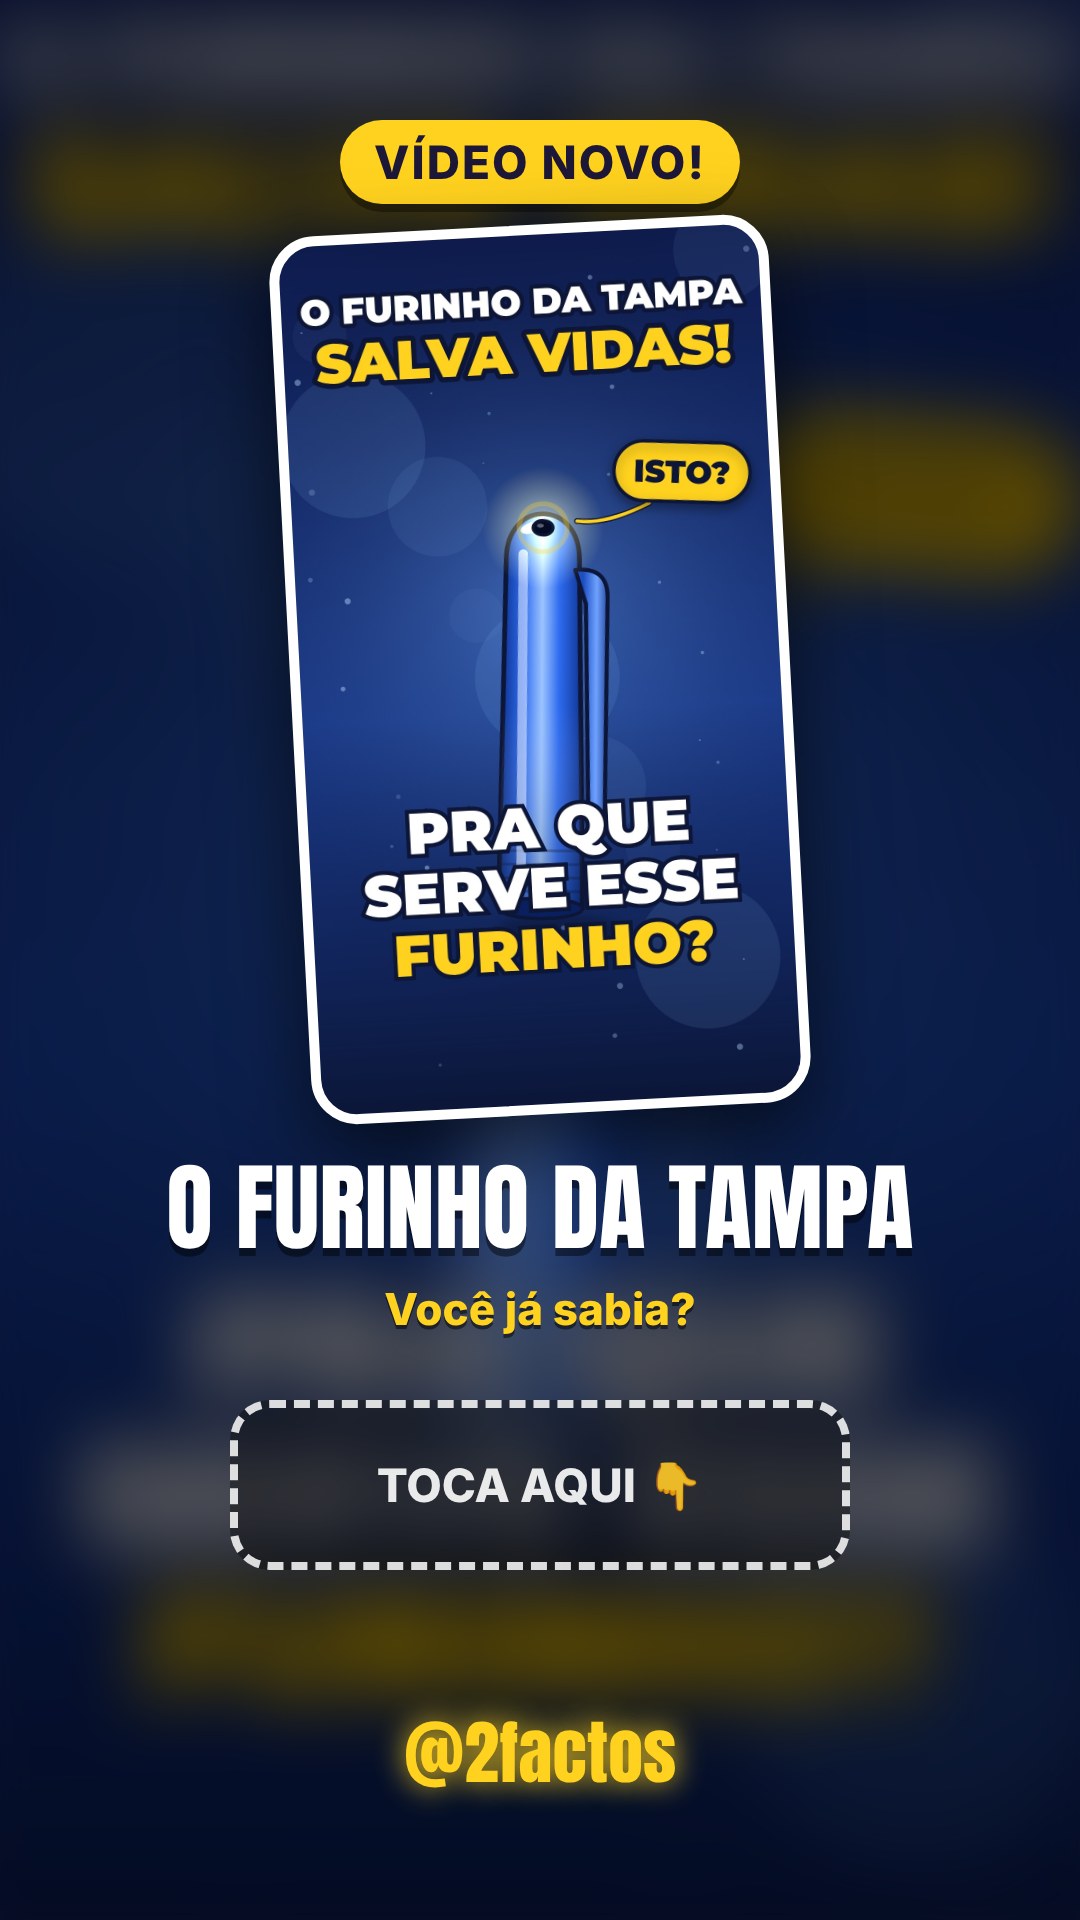 VÍDEO NOVO!
O FURINHO DA TAMPA
SALVA VIDAS!
ISTO?
PRA QUE
SERVE ESSE
FURINHO?
O FURINHO DA TAMPA
Você já sabia?
TOCA AQUI 👇
@2factos